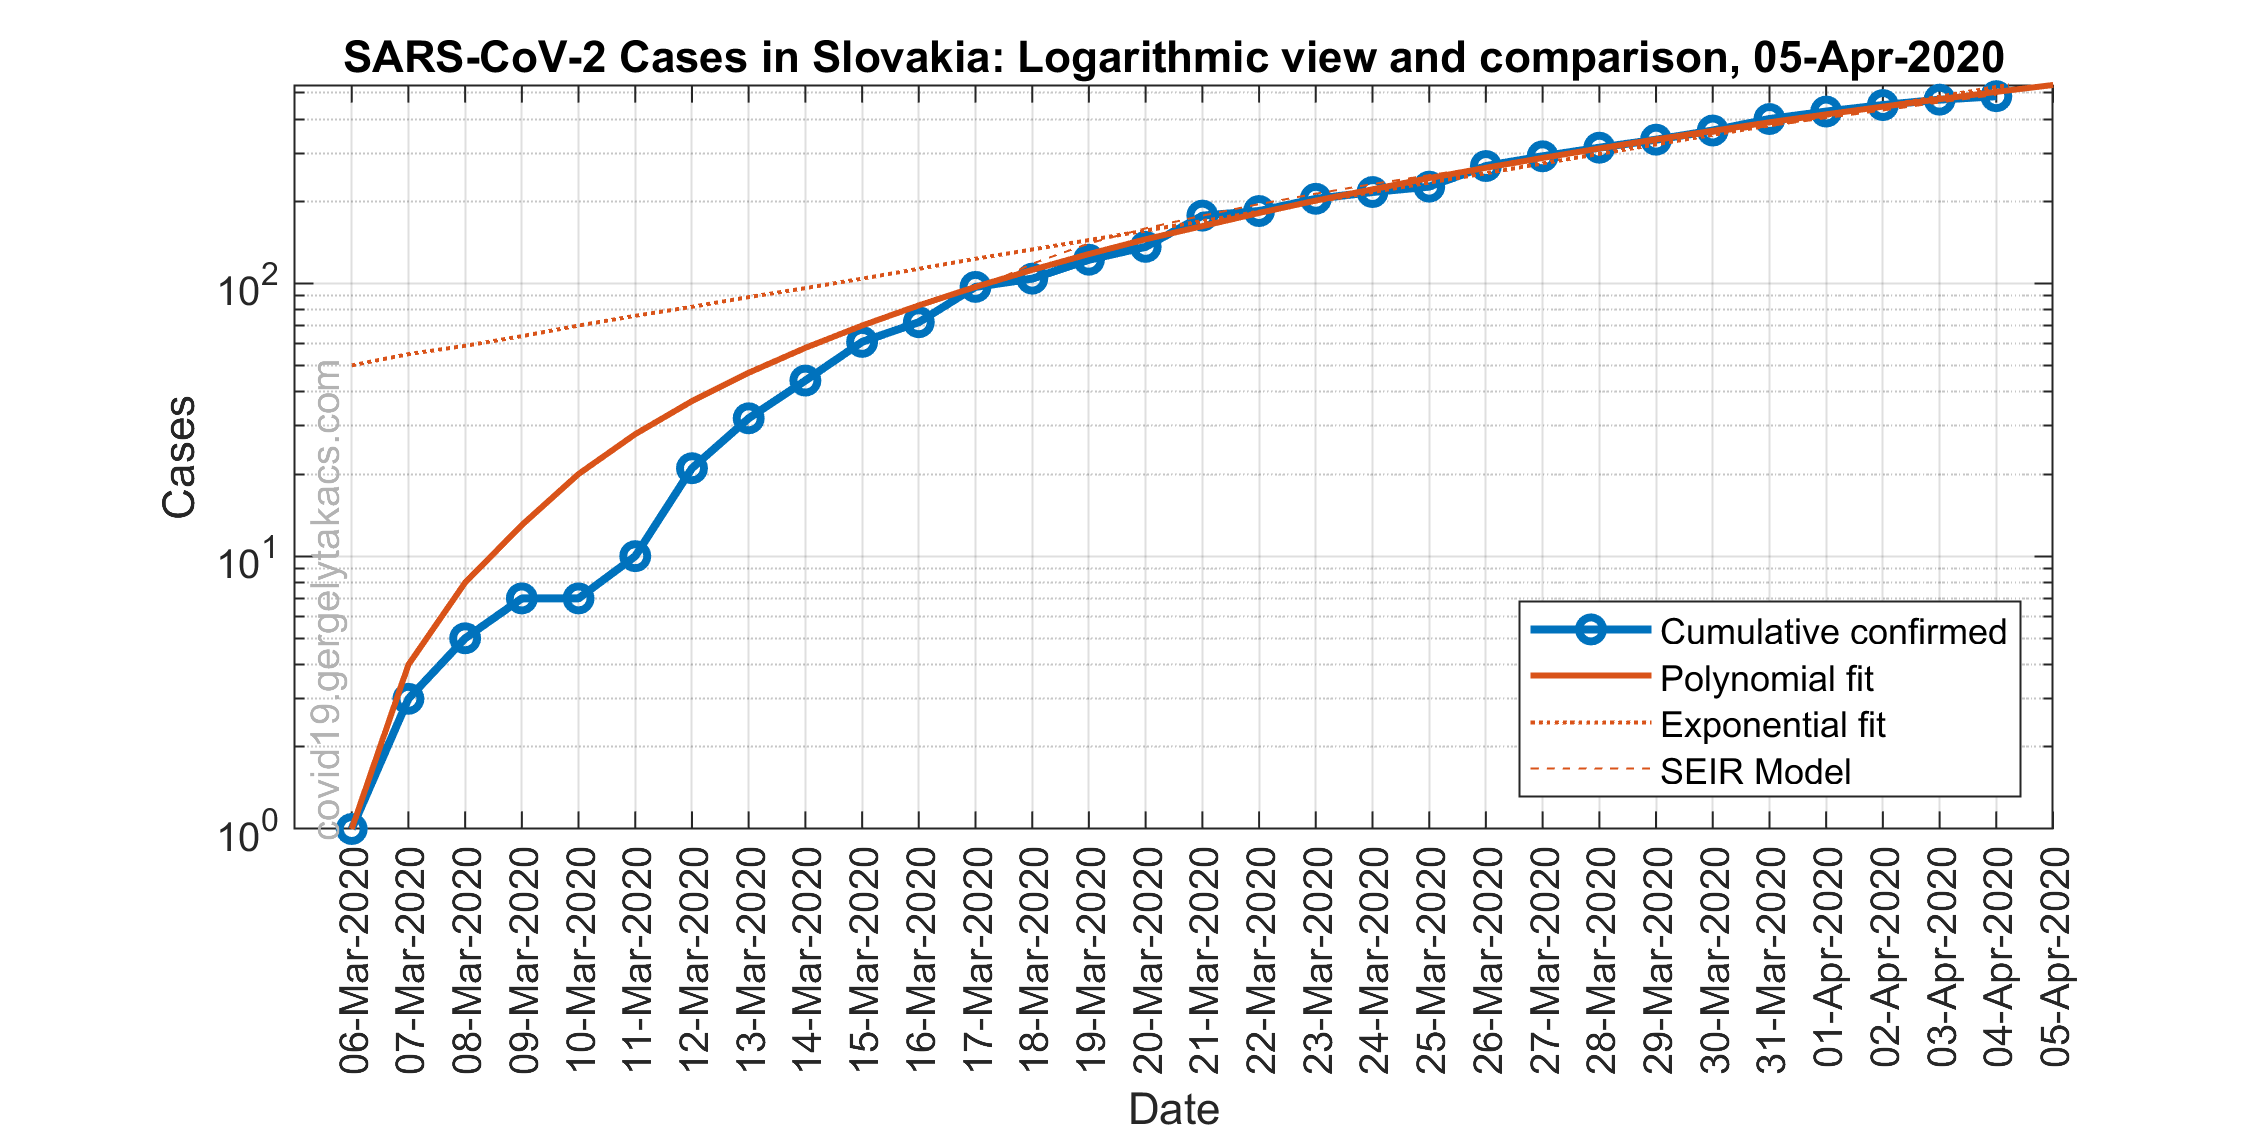 SARS-CoV-2 Cases in Slovakia: Logarithmic view and comparison, 05-Apr-2020
Cases
10^2
10^1
10^0
covid19.gergelytakacs.com
Cumulative confirmed
Polynomial fit
Exponential fit
SEIR Model
06-Mar-2020
07-Mar-2020
08-Mar-2020
09-Mar-2020
10-Mar-2020
11-Mar-2020
12-Mar-2020
13-Mar-2020
14-Mar-2020
15-Mar-2020
16-Mar-2020
17-Mar-2020
18-Mar-2020
19-Mar-2020
20-Mar-2020
21-Mar-2020
22-Mar-2020
23-Mar-2020
24-Mar-2020
25-Mar-2020
26-Mar-2020
27-Mar-2020
28-Mar-2020
29-Mar-2020
30-Mar-2020
31-Mar-2020
01-Apr-2020
02-Apr-2020
03-Apr-2020
04-Apr-2020
05-Apr-2020
Date